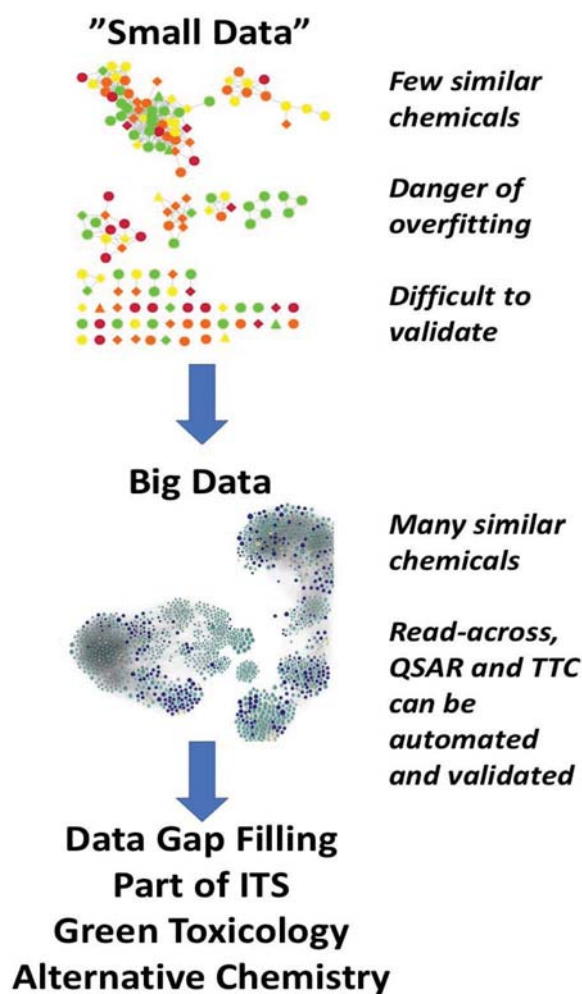 ”Small Data”
Few similar
chemicals
Danger of
overfitting
Difficult to
validate
Big Data
Many similar
chemicals
Read-across,
QSAR and TTC
can be
automated
and validated
Data Gap Filling
Part of ITS
Green Toxicology
Alternative Chemistry